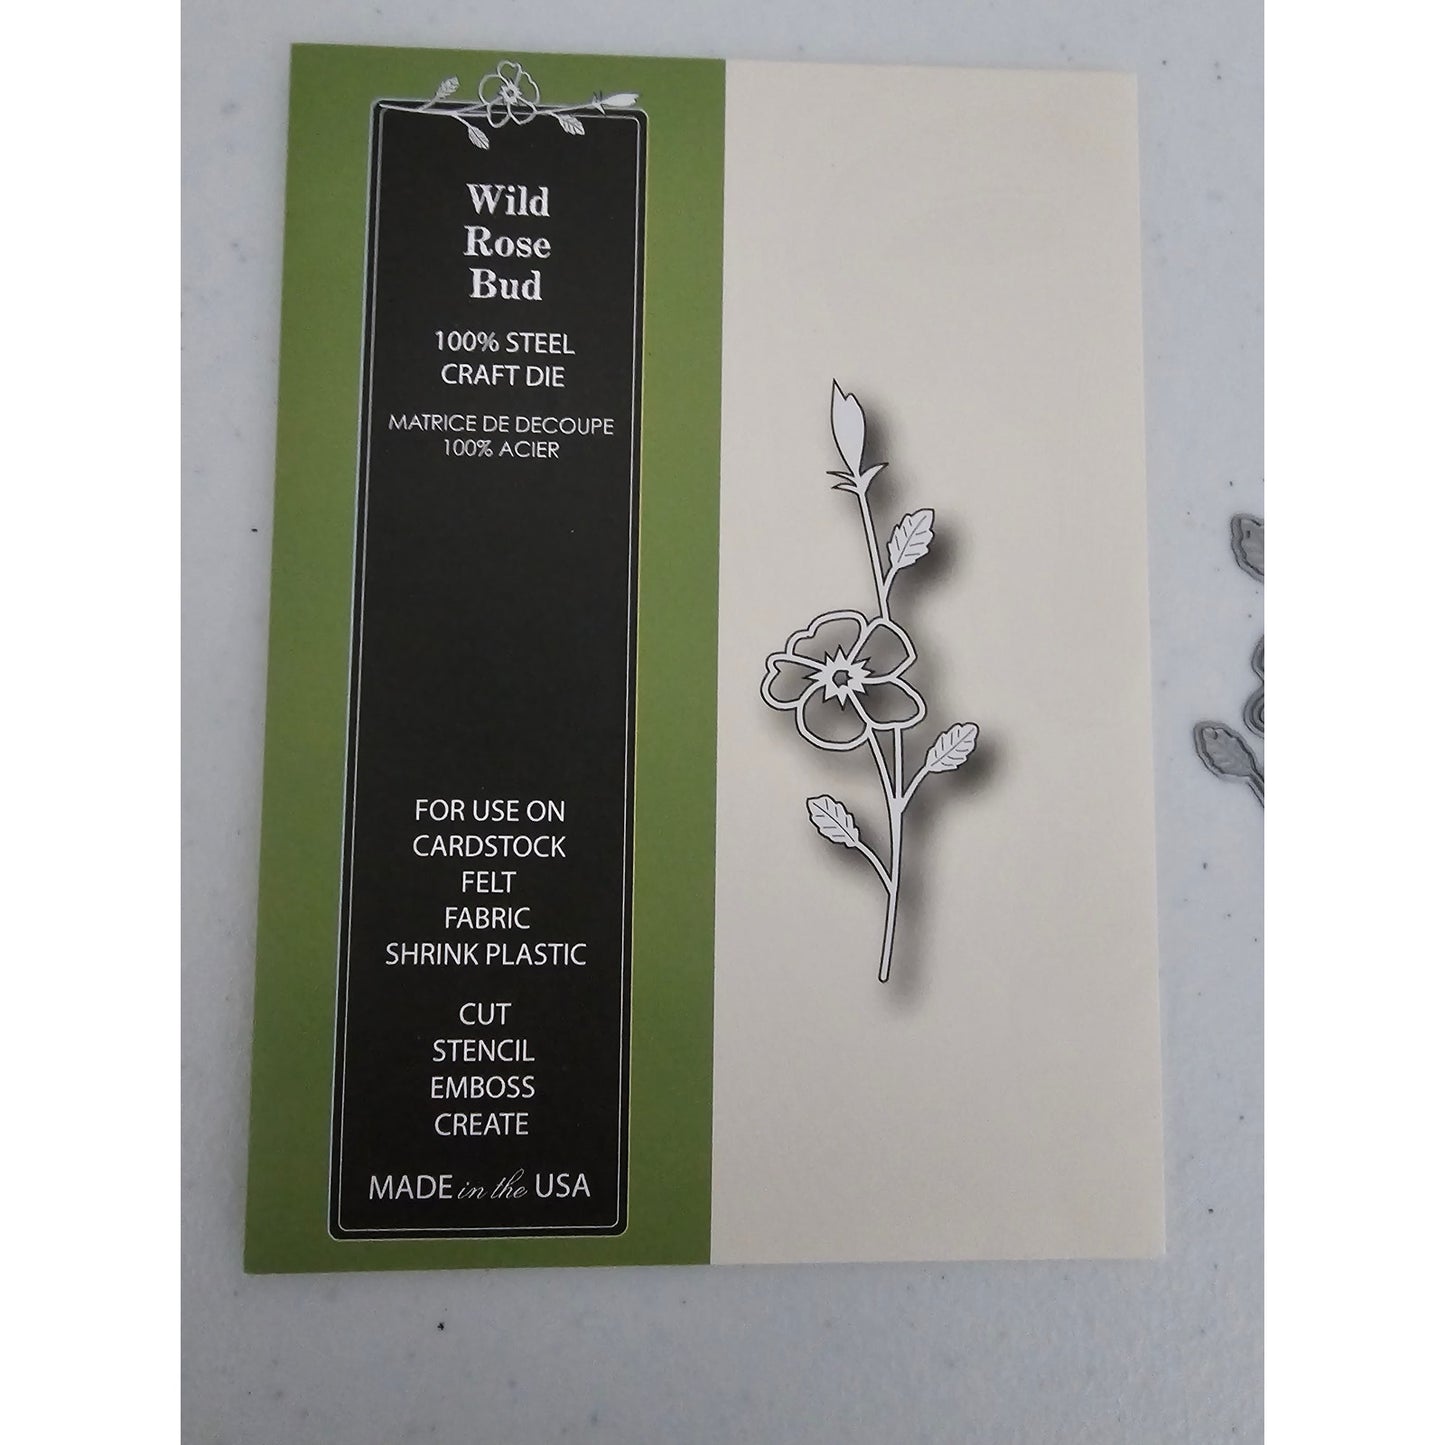 Wild
Rose
Bud
100% STEEL
CRAFT DIE
MATRICE DE DECOUPE
100% ACIER
FOR USE ON
CARDSTOCK
FELT
FABRIC
SHRINK PLASTIC
CUT
STENCIL
EMBOSS
CREATE
MADE in the USA